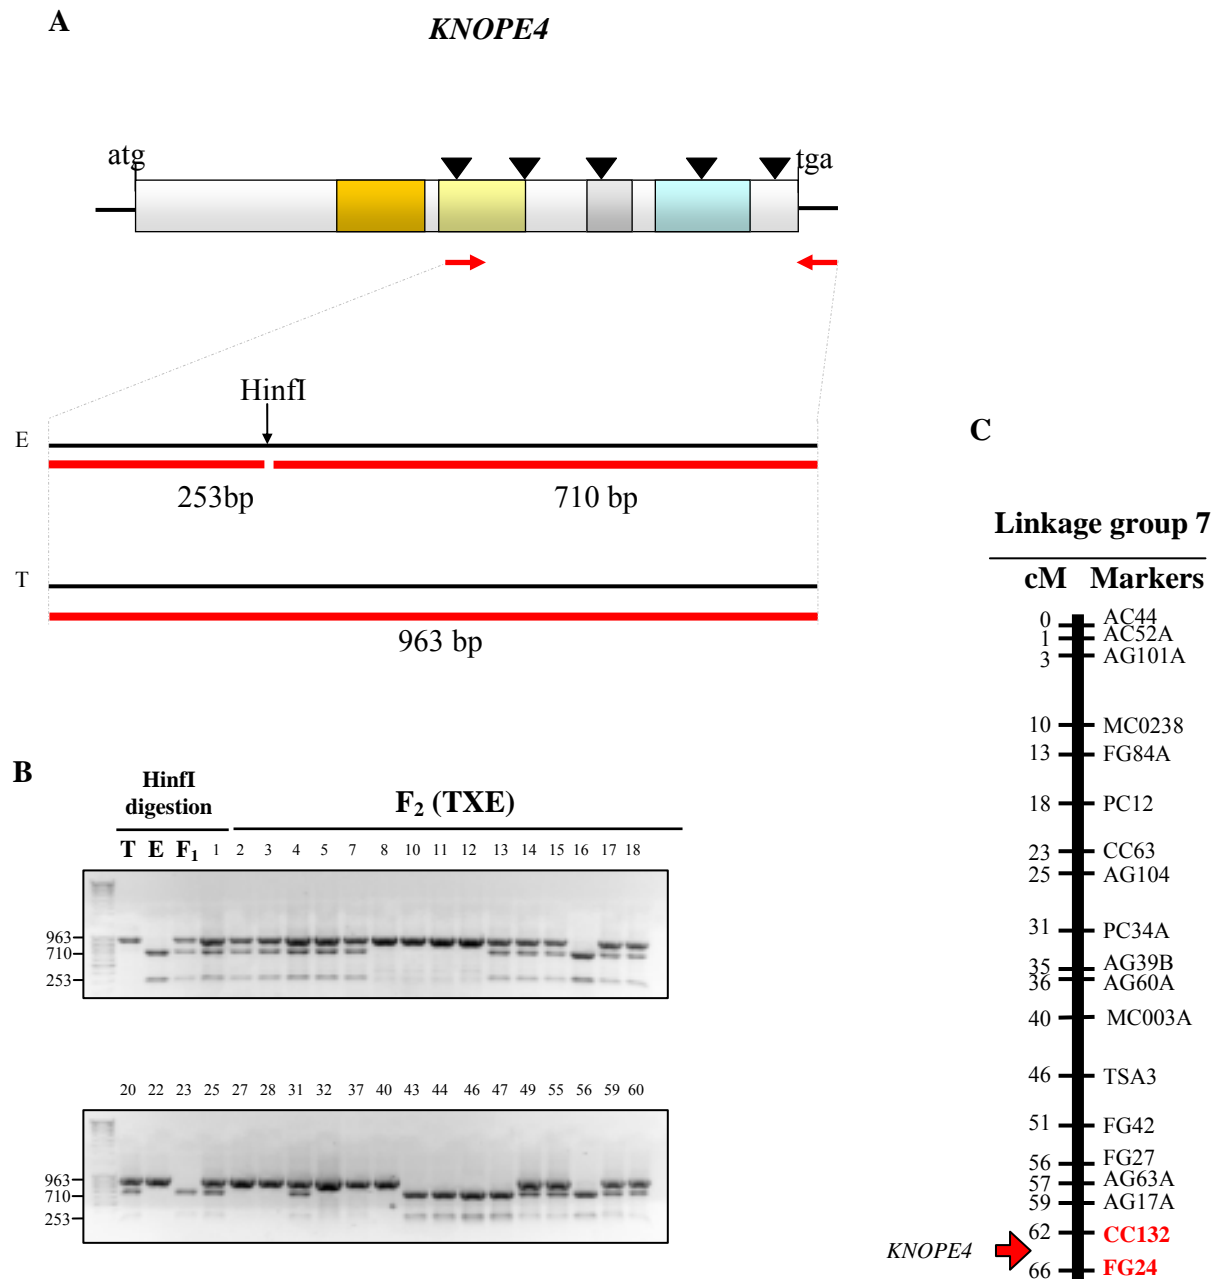 A
KNOPE4
atg
tga
HinfI
E
253bp
710 bp
T
963 bp
B
HinfI
digestion
F2 (TXE)
T E F1 1 2 3 4 5 7 8 10 11 12 13 14 15 16 17 18
963
710
253
20 22 23 25 27 28 31 32 37 40 43 44 46 47 49 55 56 59 60
963
710
253
C
Linkage group 7
cM Markers
0 AC44
1 AC52A
3 AG101A
10 MC0238
13 FG84A
18 PC12
23 CC63
25 AG104
31 PC34A
35 AG39B
36 AG60A
40 MC003A
46 TSA3
51 FG42
56 FG27
57 AG63A
59 AG17A
62 CC132
KNOPE4
66 FG24